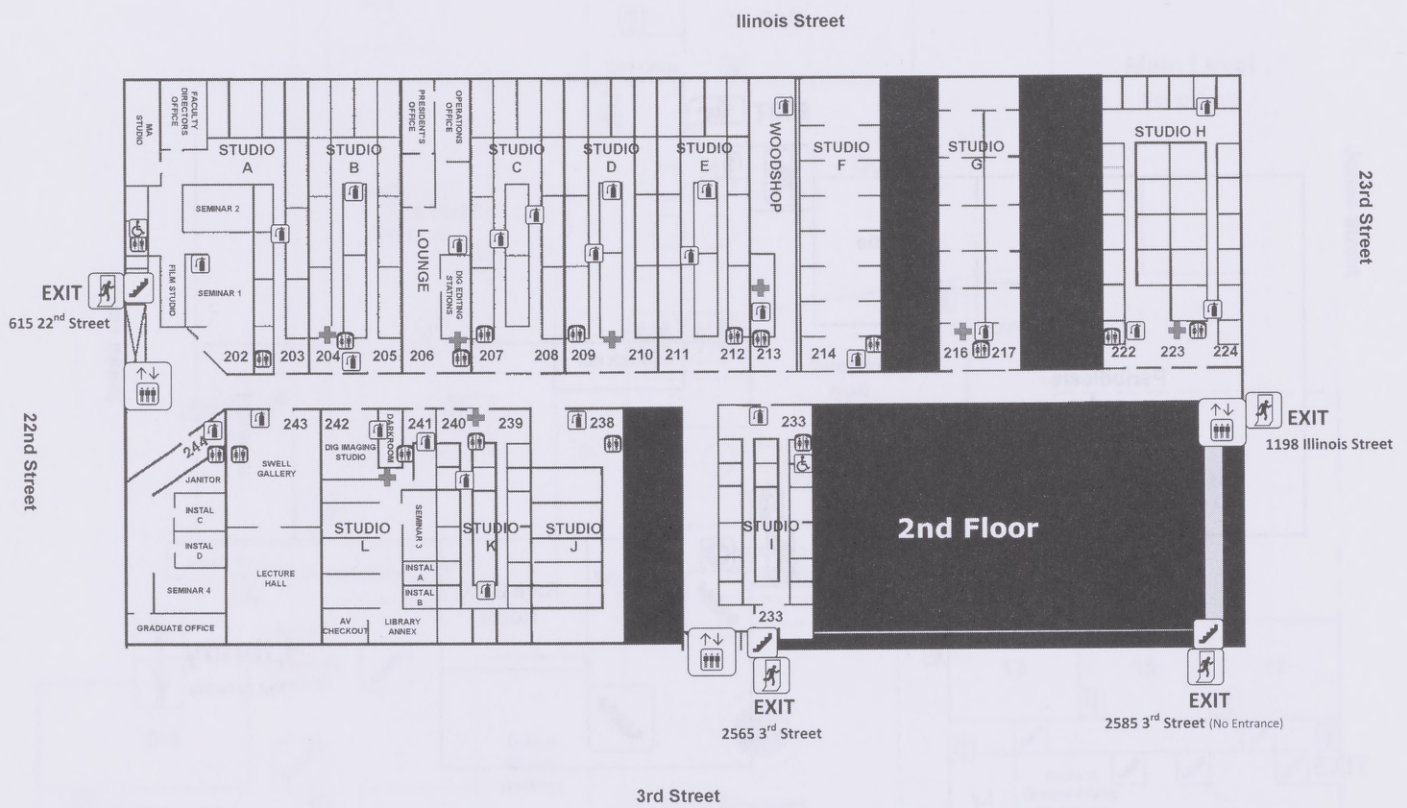 Ilinois Street
MA
STUDIO
FACULTY
DIRECTORS
OFFICE
PRESIDENT'S
OFFICE
OPERATIONS
OFFICE
STUDIO
A
STUDIO
B
STUDIO
C
STUDIO
D
STUDIO
E
WOODSHOP
STUDIO
F
STUDIO
G
STUDIO H
SEMINAR 2
SEMINAR 1
FILM STUDIO
LOUNGE
DIG EDITING
STATIONS
EXIT
615 22nd Street
23rd Street
202
203
204
205
206
207
208
209
210
211
212
213
214
216
217
222
223
224
22nd Street
244
243
242
DARKROOM
241
240
239
238
233
EXIT
1198 Illinois Street
JANITOR
SWELL
GALLERY
DIG IMAGING
STUDIO
INSTAL
C
INSTAL
D
STUDIO
L
SEMINAR 3
STUDIO
K
STUDIO
J
STUDIO
I
2nd Floor
SEMINAR 4
LECTURE
HALL
INSTAL
A
INSTAL
B
GRADUATE OFFICE
AV
CHECKOUT
LIBRARY
ANNEX
233
EXIT
2565 3rd Street
EXIT
2585 3rd Street (No Entrance)
3rd Street